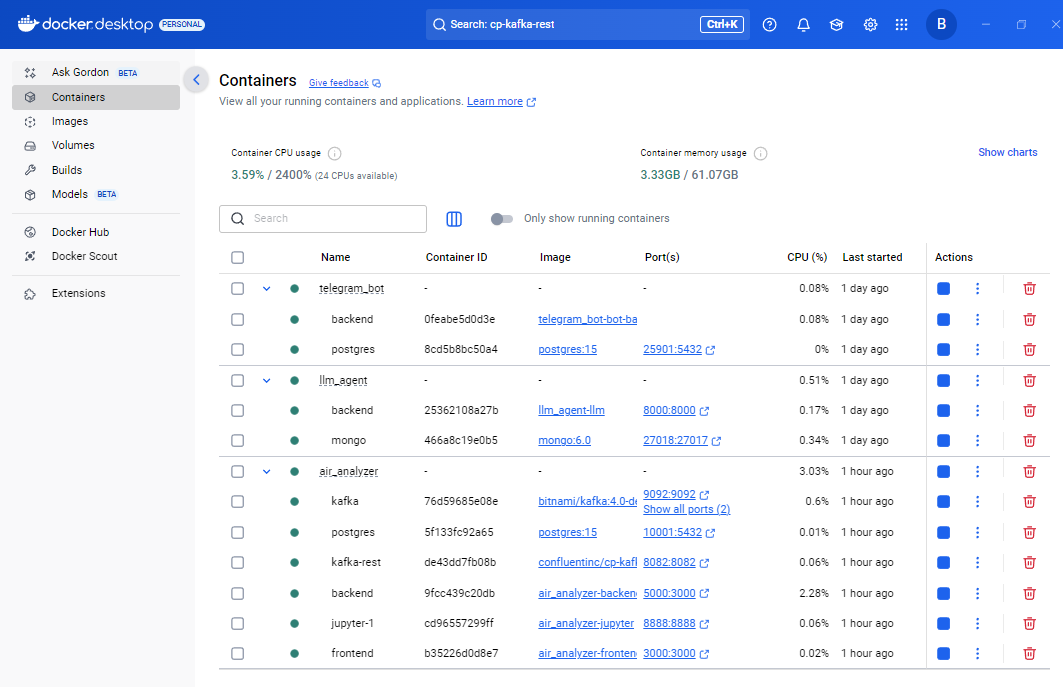 docker.desktop PERSONAL Search: cp-kafka-rest Ctrl+K B
Ask Gordon BETA
Containers
Images
Volumes
Builds
Models BETA
Docker Hub
Docker Scout
Extensions
Containers Give feedback
View all your running containers and applications. Learn more
Container CPU usage
3.59% / 2400% (24 CPUs available)
Container memory usage
3.33GB / 61.07GB
Show charts
Search Only show running containers
Name Container ID Image Port(s) CPU (%) Last started Actions
telegram_bot - - - 0.08% 1 day ago
backend 0feabe5d0d3e telegram_bot-bot-ba 0.08% 1 day ago
postgres 8cd5b8bc50a4 postgres:15 25901:5432 0% 1 day ago
llm_agent - - - 0.51% 1 day ago
backend 25362108a27b llm_agent-llm 8000:8000 0.17% 1 day ago
mongo 466a8c19e0b5 mongo:6.0 27018:27017 0.34% 1 day ago
air_analyzer - - - 3.03% 1 hour ago
kafka 76d59685e08e bitnami/kafka:4.0-de 9092:9092 0.6% 1 hour ago
Show all ports (2)
postgres 5f133fc92a65 postgres:15 10001:5432 0.01% 1 hour ago
kafka-rest de43dd7fb08b confluentinc/cp-kafl 8082:8082 0.06% 1 hour ago
backend 9fcc439c20db air_analyzer-backen 5000:3000 2.28% 1 hour ago
jupyter-1 cd96557299ff air_analyzer-jupyter 8888:8888 0.06% 1 hour ago
frontend b35226d0d8e7 air_analyzer-fronten 3000:3000 0.02% 1 hour ago